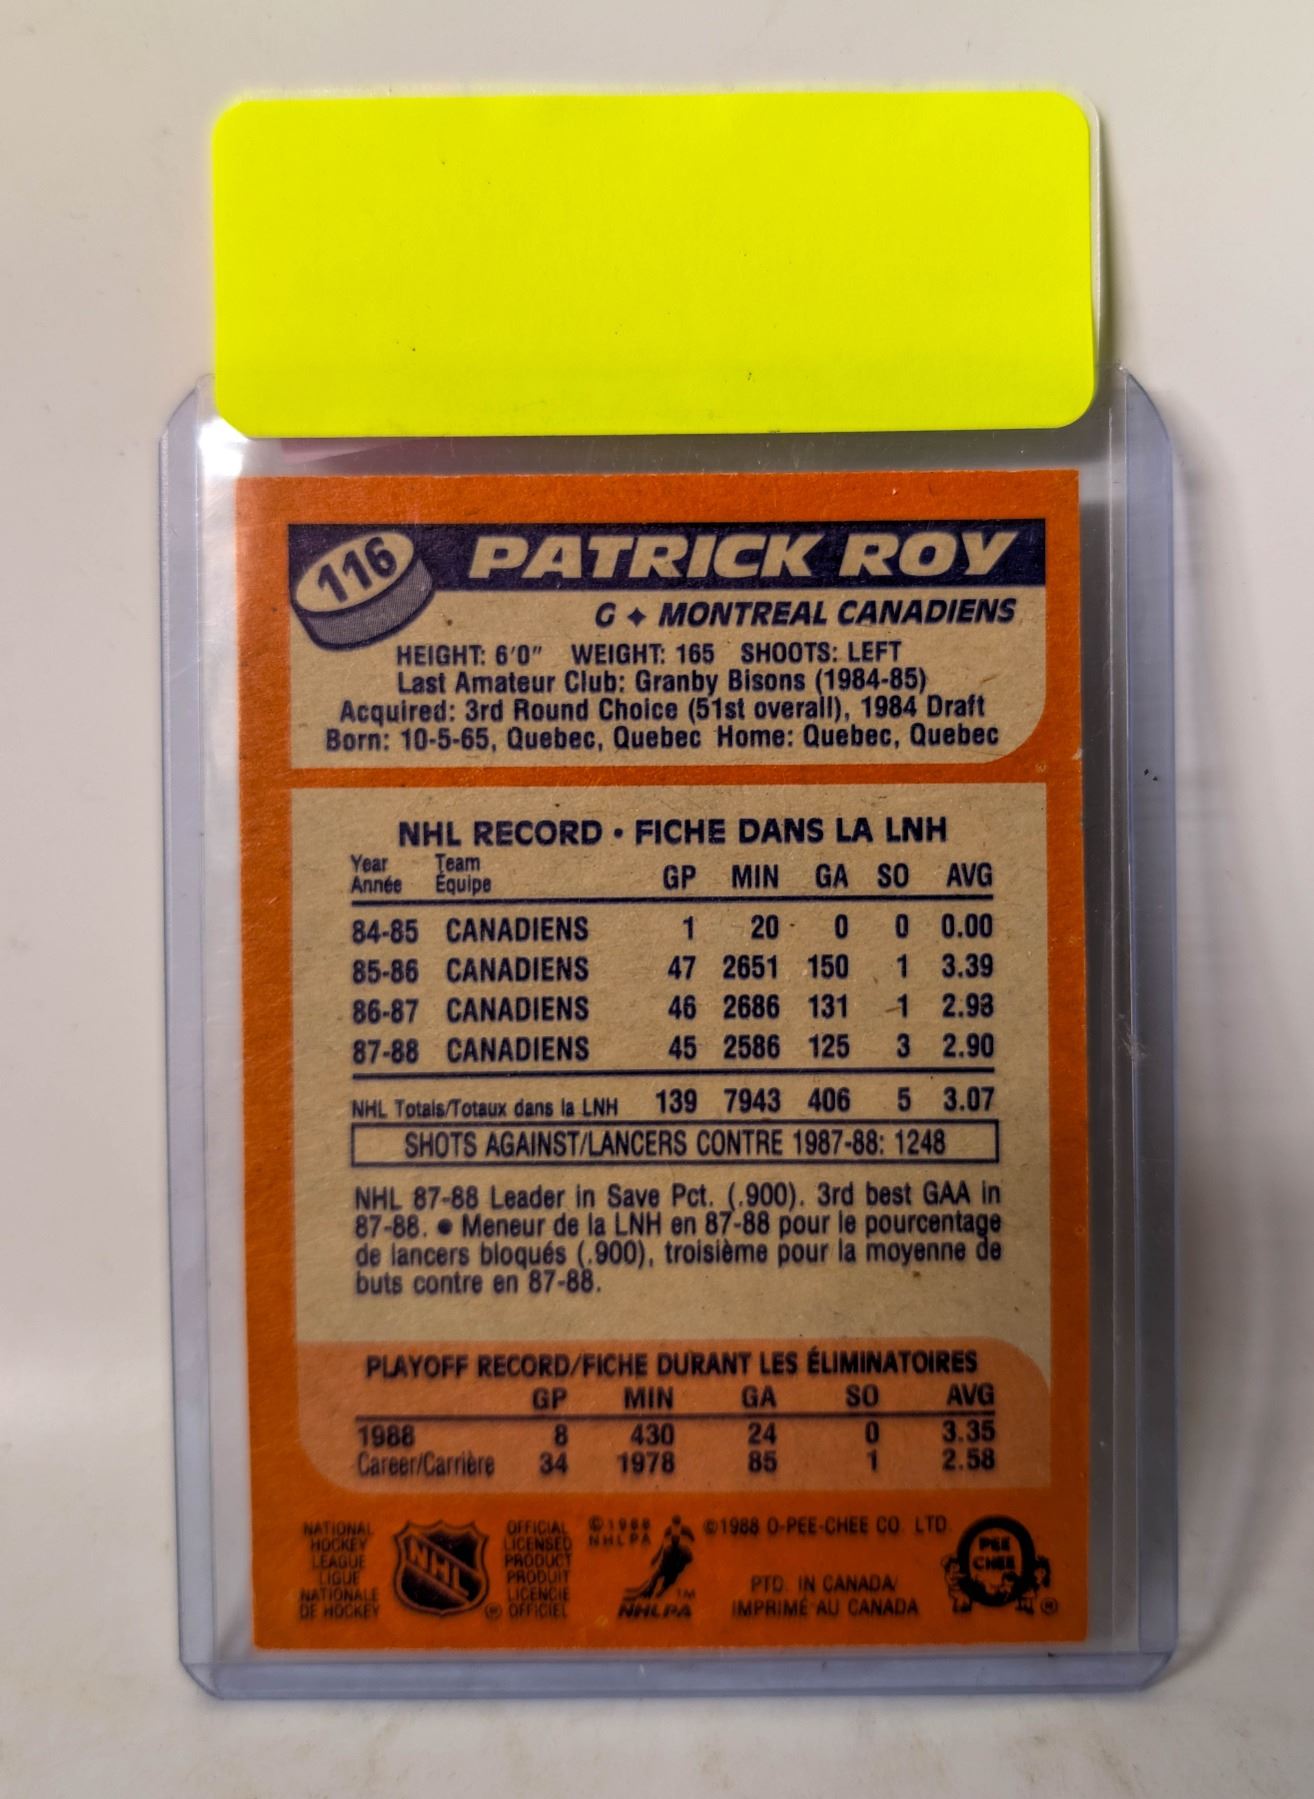 116
PATRICK ROY
G ✦ MONTREAL CANADIENS
HEIGHT: 6'0" WEIGHT: 165 SHOOTS: LEFT
Last Amateur Club: Granby Bisons (1984-85)
Acquired: 3rd Round Choice (51st overall), 1984 Draft
Born: 10-5-65, Quebec, Quebec Home: Quebec, Quebec
NHL RECORD • FICHE DANS LA LNH
Year Team
Année Équipe GP MIN GA SO AVG
84-85 CANADIENS 1 20 0 0 0.00
85-86 CANADIENS 47 2651 150 1 3.39
86-87 CANADIENS 46 2686 131 1 2.93
87-88 CANADIENS 45 2586 125 3 2.90
NHL Totals/Totaux dans la LNH 139 7943 406 5 3.07
SHOTS AGAINST/LANCERS CONTRE 1987-88: 1248
NHL 87-88 Leader in Save Pct. (.900). 3rd best GAA in
87-88. ● Meneur de la LNH en 87-88 pour le pourcentage
de lancers bloqués (.900), troisième pour la moyenne de
buts contre en 87-88.
PLAYOFF RECORD/FICHE DURANT LES ÉLIMINATOIRES
GP MIN GA SO AVG
1988 8 430 24 0 3.35
Career/Carrière 34 1978 85 1 2.58
NATIONAL
HOCKEY
LEAGUE
LIGUE
NATIONALE
DE HOCKEY
NHL
®
OFFICIAL
LICENSED
PRODUCT
PRODUIT
LICENCIE
OFFICIEL
©1988
NHLPA
TM
NHLPA
©1988 O-PEE-CHEE CO. LTD.
PTD. IN CANADA/
IMPRIMÉ AU CANADA
PEE
CHEE
®